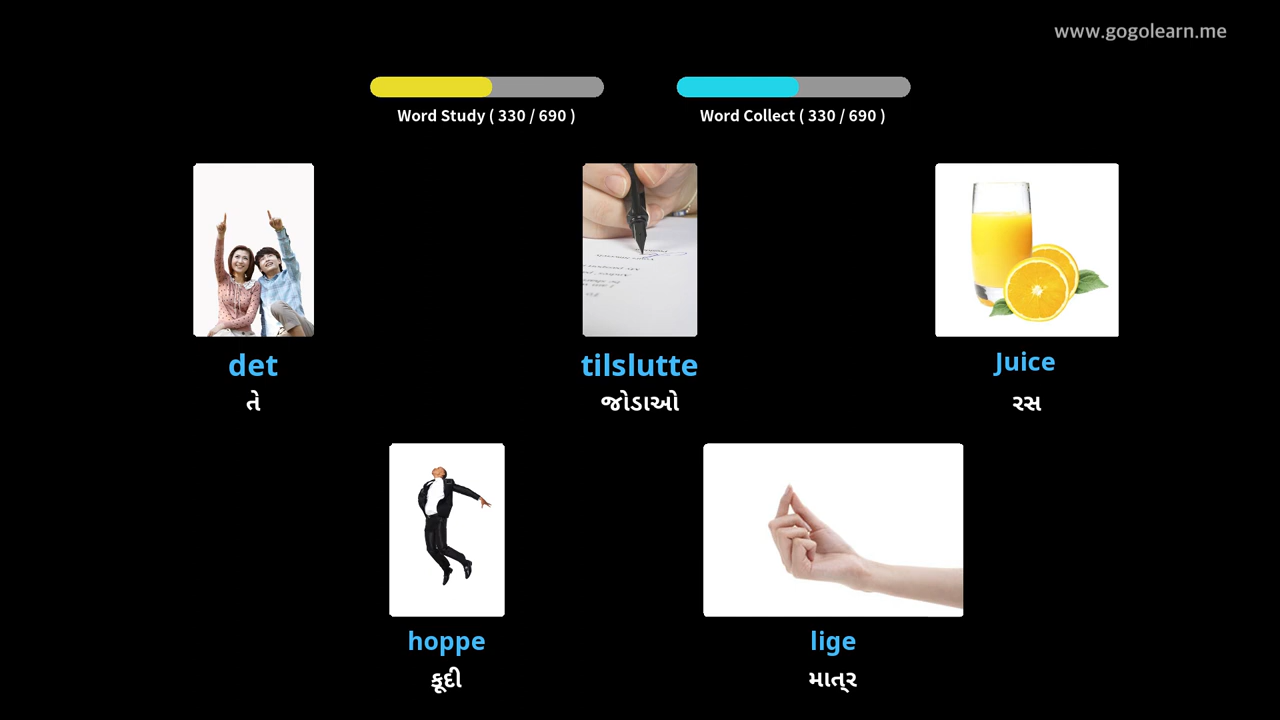 www.gogolearn.me
Word Study ( 330 / 690 )
Word Collect ( 330 / 690 )
det
તે
tilslutte
જોડાઓ
Juice
રસ
hoppe
કૂદી
lige
માત્ર